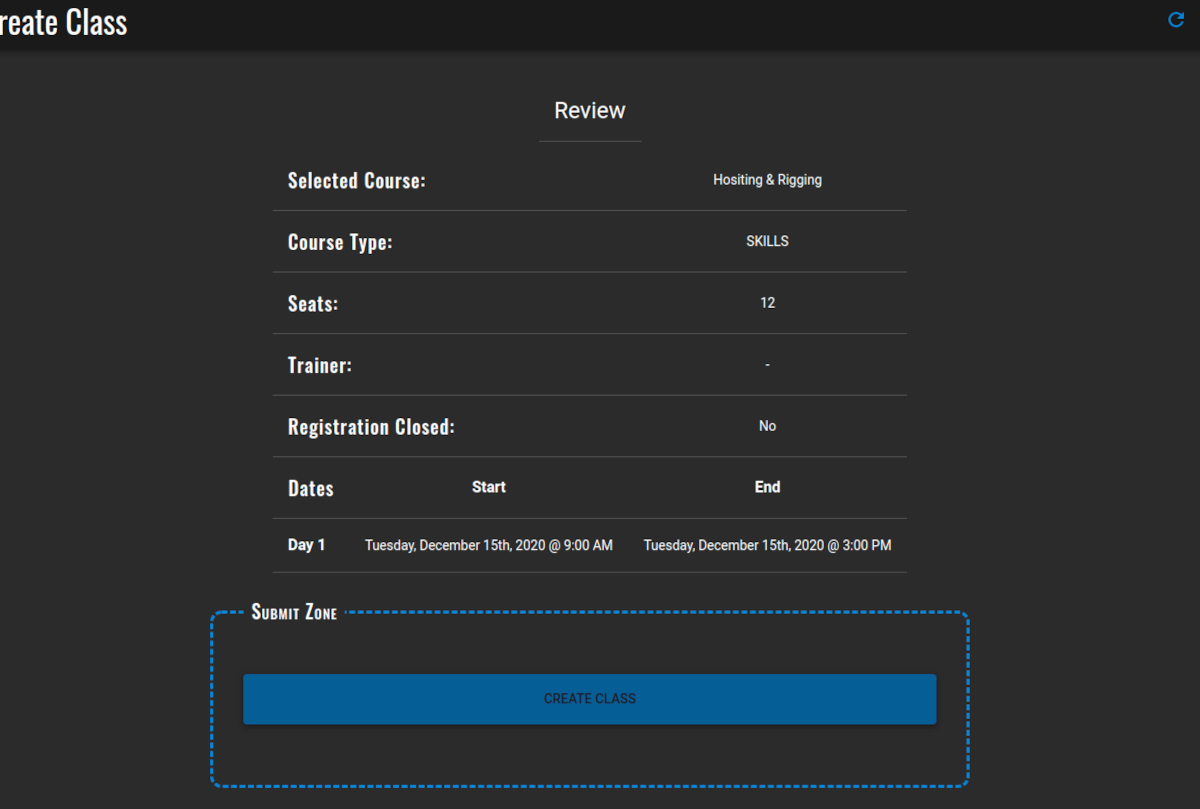 reate Class
Review
Selected Course: Hositing & Rigging
Course Type: SKILLS
Seats: 12
Trainer: -
Registration Closed: No
Dates Start End
Day 1 Tuesday, December 15th, 2020 @ 9:00 AM Tuesday, December 15th, 2020 @ 3:00 PM
Submit Zone
CREATE CLASS